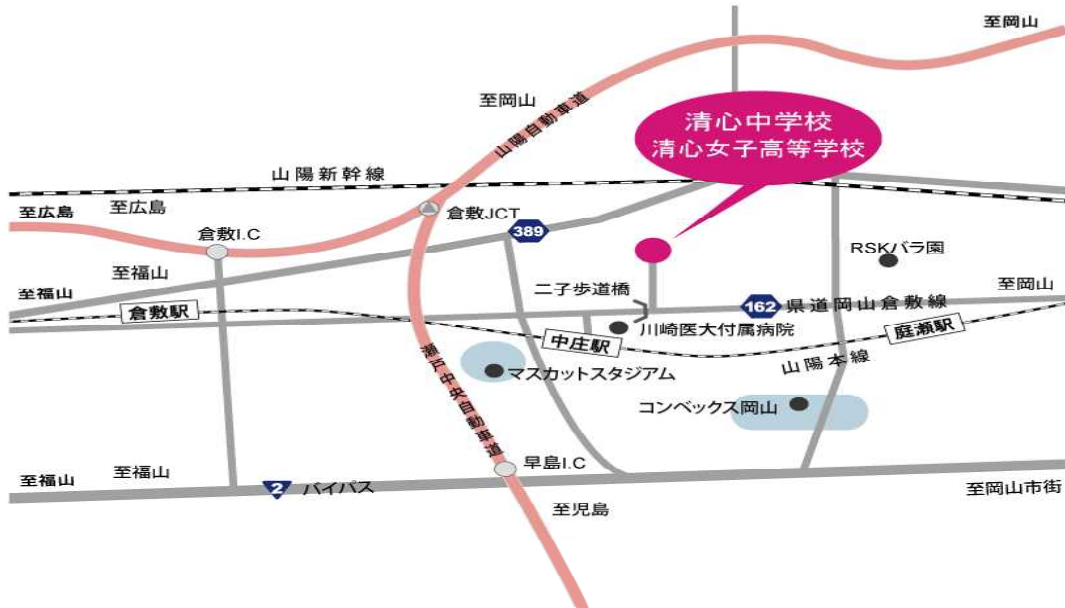 至岡山
至岡山
山陽自動車道
清心中学校
清心女子高等学校
山陽新幹線
至広島
至広島
倉敷JCT
倉敷I.C
389
RSKバラ園
至福山
至福山
二子歩道橋
至岡山
倉敷駅
162
県道岡山倉敷線
川崎医大付属病院
庭瀬駅
中庄駅
山陽本線
瀬戸中央自動車道
マスカットスタジアム
コンベックス岡山
早島I.C
至福山
至福山
2
バイパス
至岡山市街
至児島